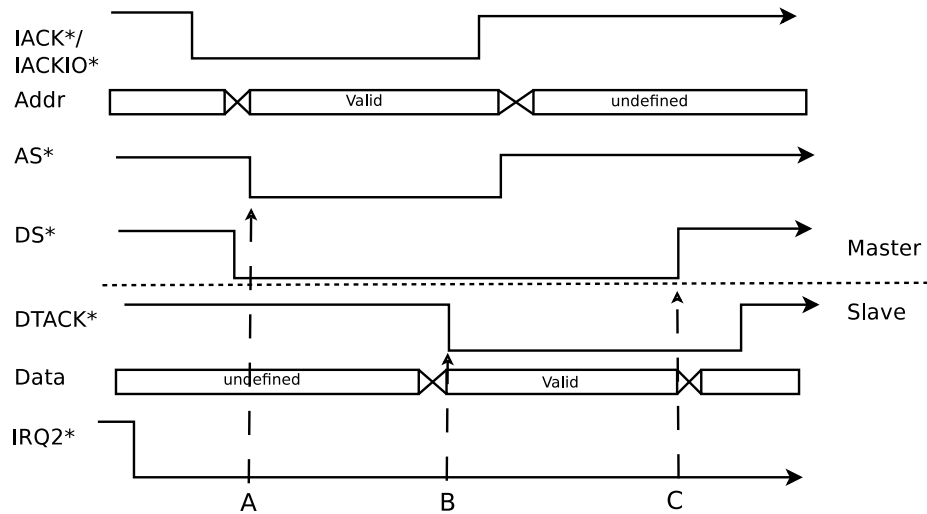 IACK*/
IACKIO*
Addr
Valid
undefined
AS*
DS*
Master
DTACK*
Slave
Data
undefined
Valid
IRQ2*
A
B
C